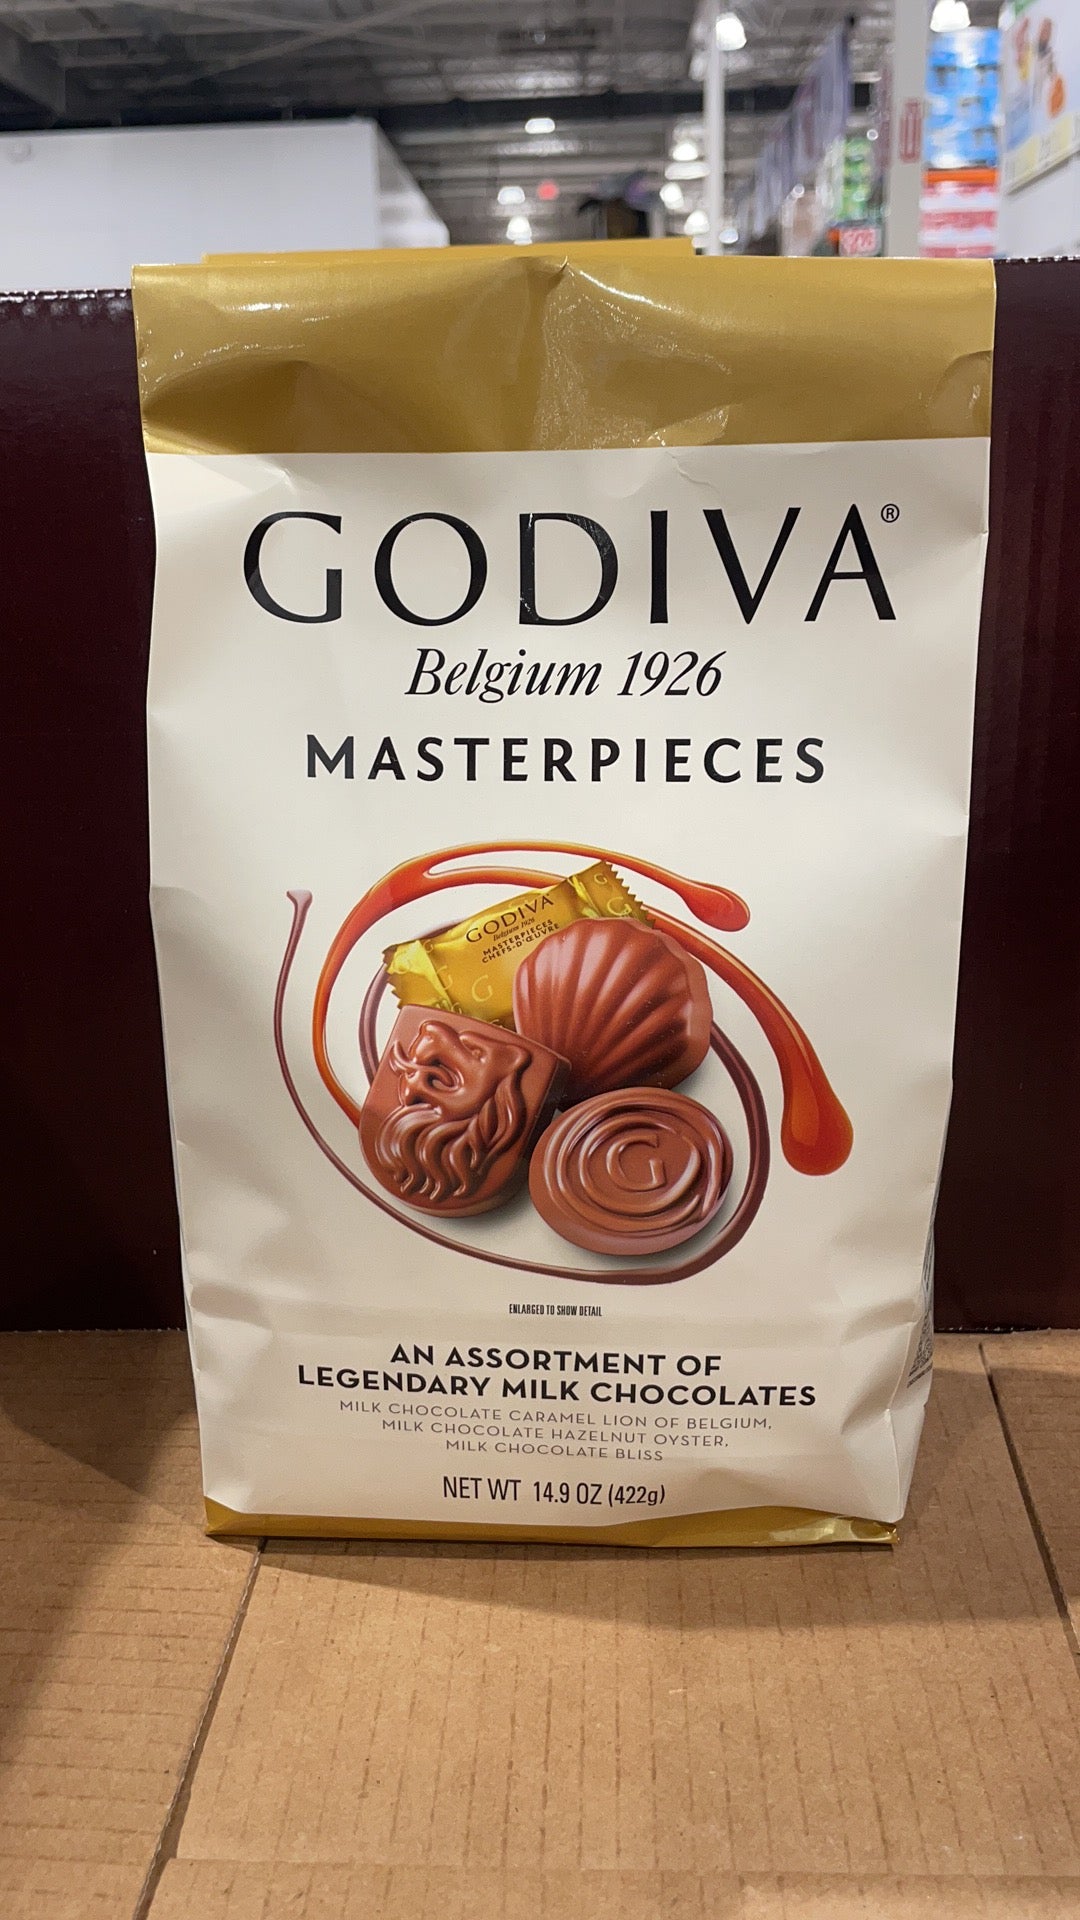 GODIVA®
Belgium 1926
MASTERPIECES
GODIVA
Belgium 1926
MASTERPIECES
CHEFS-D'ŒUVRE
G
ENLARGED TO SHOW DETAIL
AN ASSORTMENT OF
LEGENDARY MILK CHOCOLATES
MILK CHOCOLATE CARAMEL LION OF BELGIUM,
MILK CHOCOLATE HAZELNUT OYSTER,
MILK CHOCOLATE BLISS
NET WT 14.9 OZ (422g)